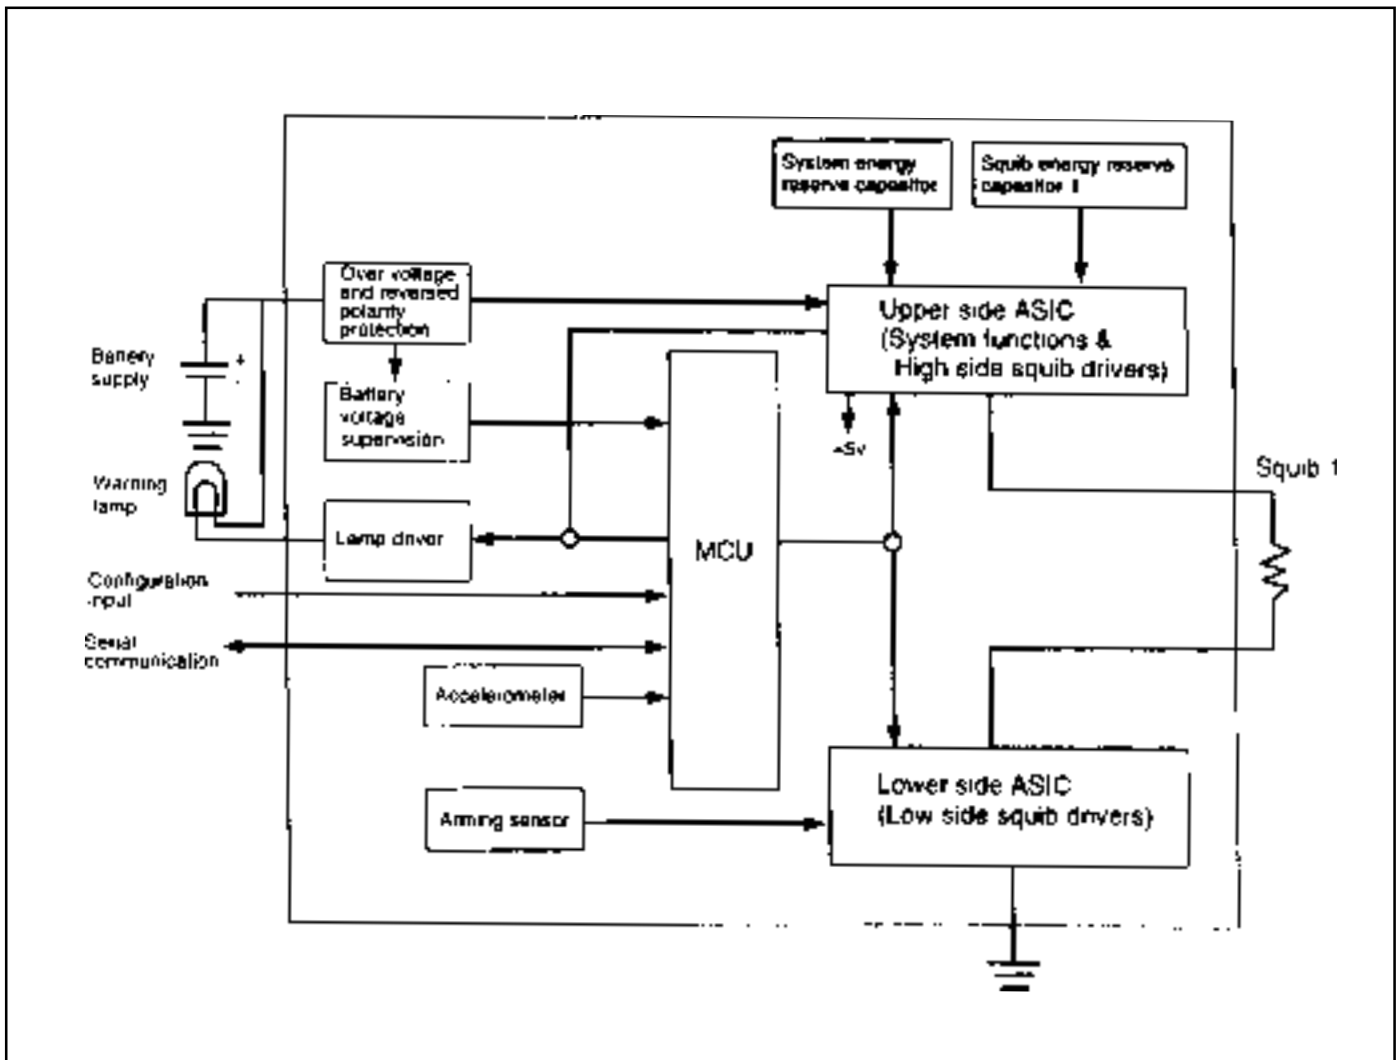 System energy
reserve capacitor
Squib energy reserve
capacitor 1
Over voltage
and reversed
polarity
protection
Upper side ASIC
(System functions &
High side squib drivers)
Battery
supply
+
Battery
voltage
supervision
+5v
Squib 1
Warning
lamp
Lamp driver
MCU
Configuration
input
Serial
communication
Accelerometer
Lower side ASIC
(Low side squib drivers)
Arming sensor